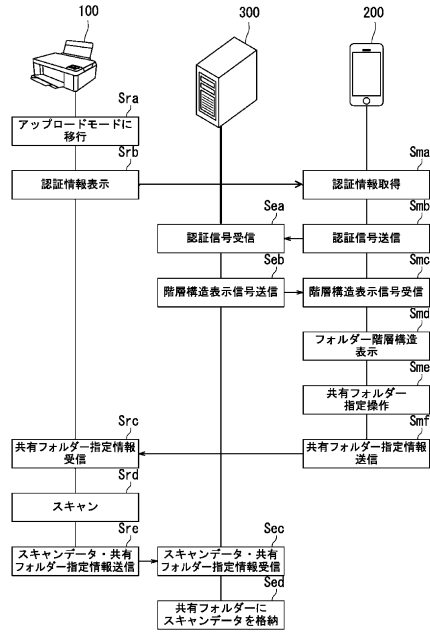 100
300
200
Sra
アップロードモードに
移行
Srb
認証情報表示
Sma
認証情報取得
Sea
認証信号受信
Smb
認証信号送信
Seb
階層構造表示信号送信
Smc
階層構造表示信号受信
Smd
フォルダー階層構造
表示
Sme
共有フォルダー
指定操作
Src
共有フォルダー指定情報
受信
Smf
共有フォルダー指定情報
送信
Srd
スキャン
Sre
スキャンデータ・共有
フォルダー指定情報送信
Sec
スキャンデータ・共有
フォルダー指定情報受信
Sed
共有フォルダーに
スキャンデータを格納